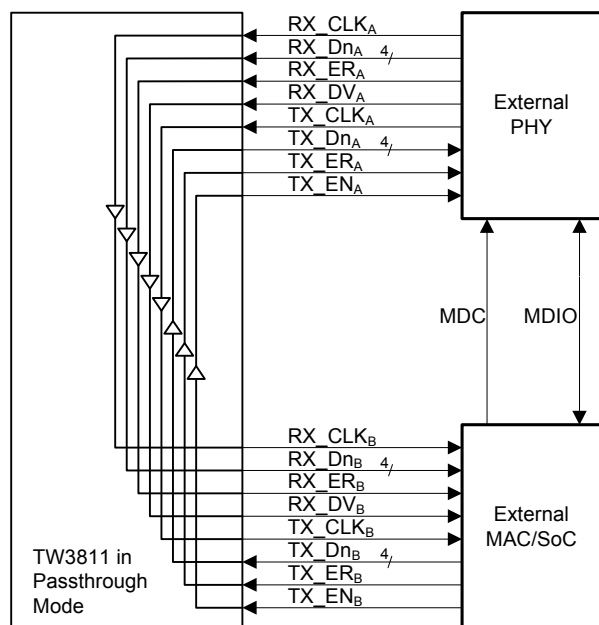 RX_CLKA
RX_DnA 4/
RX_ERA
RX_DVA
TX_CLKA
TX_DnA 4/
TX_ERA
TX_ENA
External
PHY
MDC
MDIO
RX_CLKB
RX_DnB 4/
RX_ERB
RX_DVB
TX_CLKB
TX_DnB 4/
TX_ERB
TX_ENB
External
MAC/SoC
TW3811 in
Passthrough
Mode